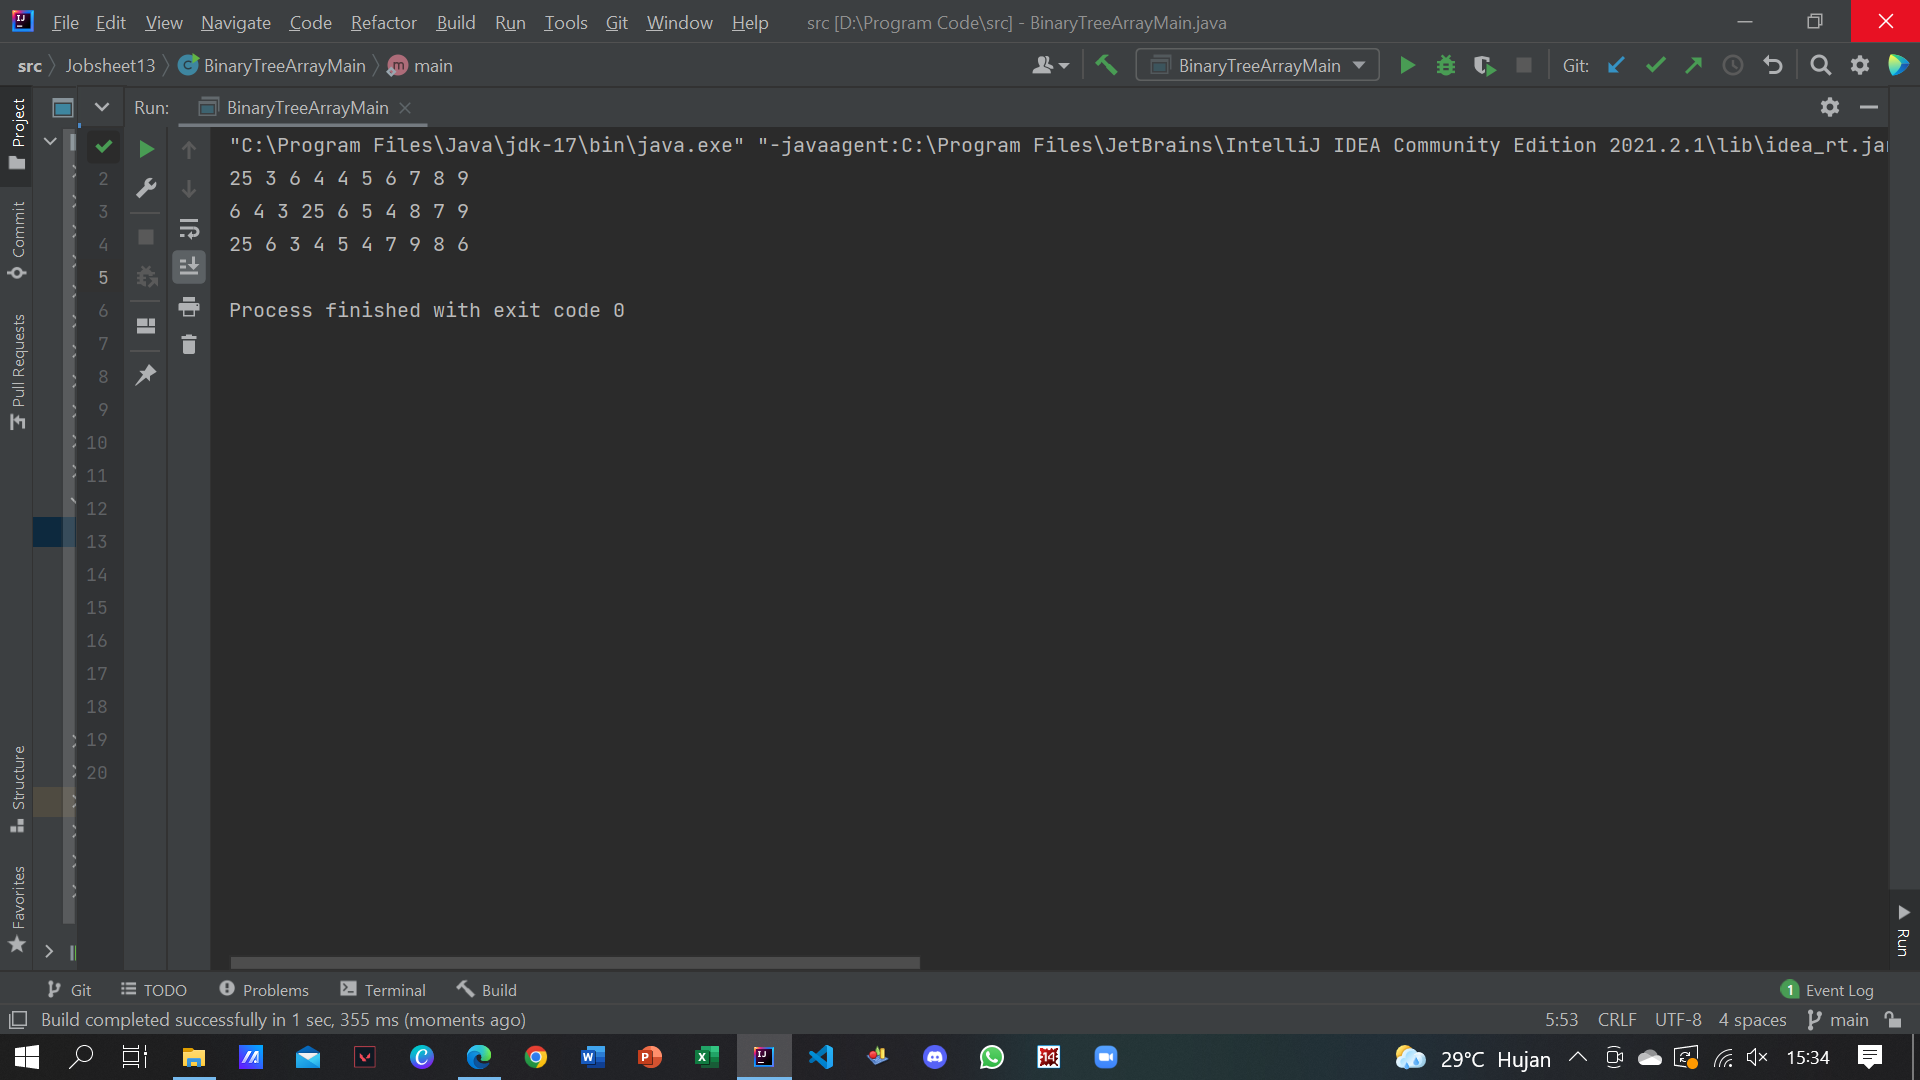 File Edit View Navigate Code Refactor Build Run Tools Git Window Help src [D:\Program Code\src] - BinaryTreeArrayMain.java
src Jobsheet13 BinaryTreeArrayMain main BinaryTreeArrayMain Git:
Run: BinaryTreeArrayMain
Project
Commit
Pull Requests
Structure
Favorites
"C:\Program Files\Java\jdk-17\bin\java.exe" "-javaagent:C:\Program Files\JetBrains\IntelliJ IDEA Community Edition 2021.2.1\lib\idea_rt.jar
2 25 3 6 4 4 5 6 7 8 9
3 6 4 3 25 6 5 4 8 7 9
4 25 6 3 4 5 4 7 9 8 6
5
6 Process finished with exit code 0
7
8
9
10
11
12
13
14
15
16
17
18
19
20
Run
Git TODO Problems Terminal Build 1 Event Log
Build completed successfully in 1 sec, 355 ms (moments ago) 5:53 CRLF UTF-8 4 spaces main
29°C Hujan 15:34